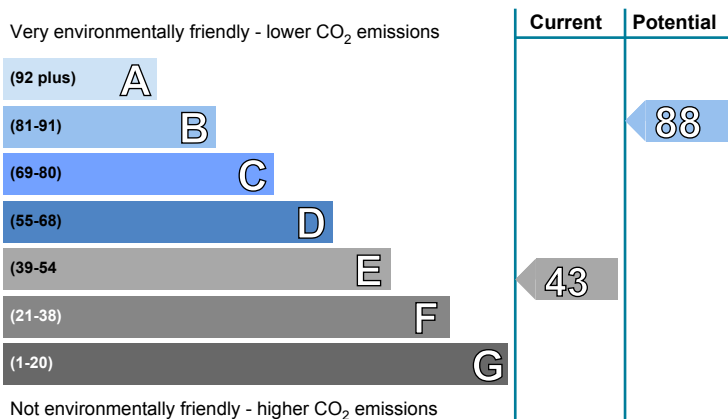 Very environmentally friendly - lower CO2 emissions
Current
Potential
(92 plus) A
(81-91) B
88
(69-80) C
(55-68) D
(39-54 E
43
(21-38) F
(1-20) G
Not environmentally friendly - higher CO2 emissions